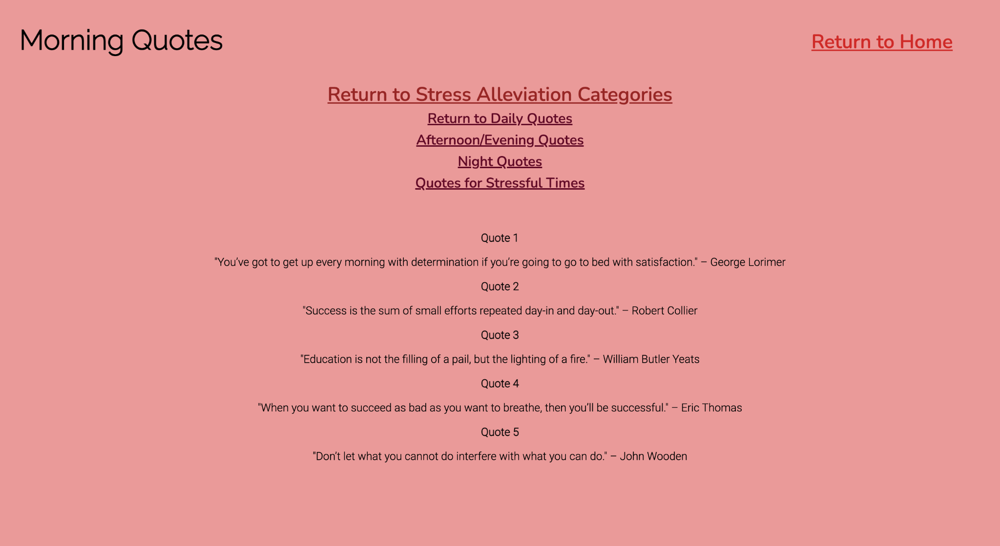 Morning Quotes
Return to Home
Return to Stress Alleviation Categories
Return to Daily Quotes
Afternoon/Evening Quotes
Night Quotes
Quotes for Stressful Times
Quote 1
"You’ve got to get up every morning with determination if you’re going to go to bed with satisfaction." – George Lorimer
Quote 2
"Success is the sum of small efforts repeated day-in and day-out." – Robert Collier
Quote 3
"Education is not the filling of a pail, but the lighting of a fire." – William Butler Yeats
Quote 4
"When you want to succeed as bad as you want to breathe, then you’ll be successful." – Eric Thomas
Quote 5
"Don’t let what you cannot do interfere with what you can do." – John Wooden